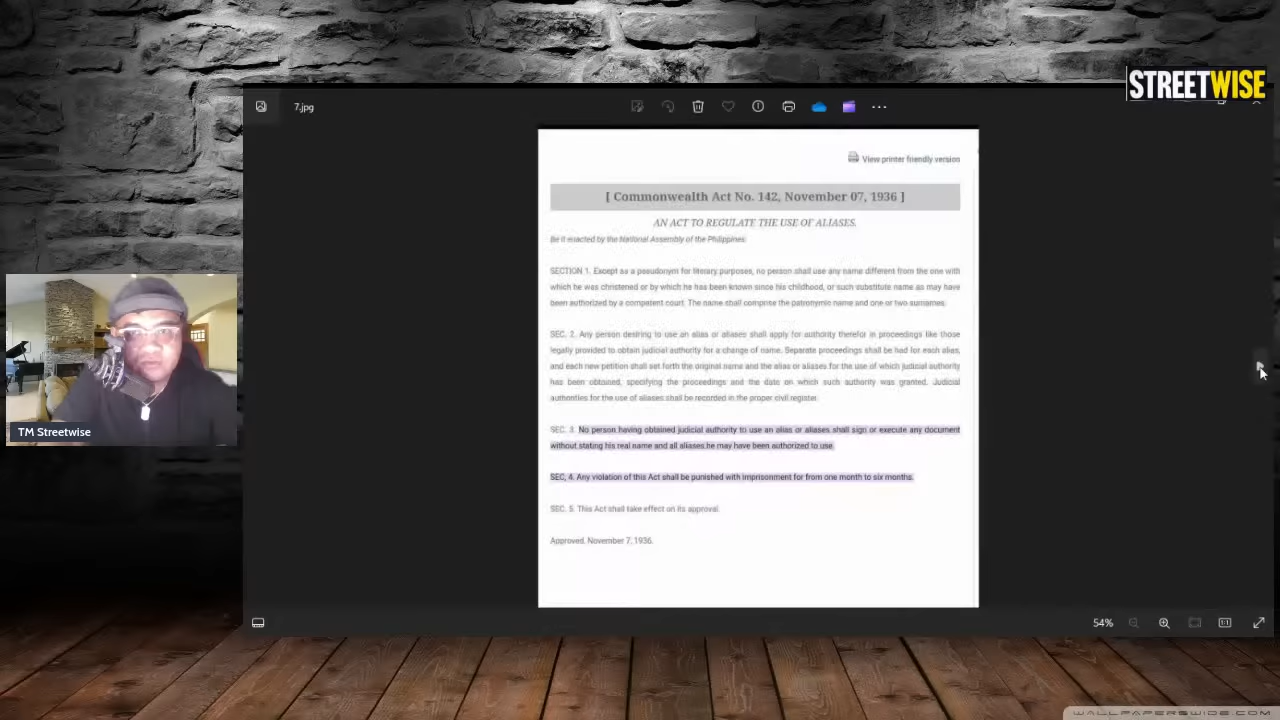 STREETWISE
7.jpg
View printer friendly version
[ Commonwealth Act No. 142, November 07, 1936 ]
AN ACT TO REGULATE THE USE OF ALIASES.
Be it enacted by the National Assembly of the Philippines:
SECTION 1. Except as a pseudonym for literary purposes, no person shall use any name different from the one with
which he was christened or by which he has been known since his childhood, or such substitute name as may have
been authorized by a competent court. The name shall comprise the patronymic name and one or two surnames.
SEC. 2. Any person desiring to use an alias or aliases shall apply for authority therefor in proceedings like those
legally provided to obtain judicial authority for a change of name. Separate proceedings shall be had for each alias,
and each new petition shall set forth the original name and the alias or aliases for the use of which judicial authority
has been obtained, specifying the proceedings and the date on which such authority was granted. Judicial
authorities for the use of aliases shall be recorded in the proper civil register.
SEC. 3. No person having obtained judicial authority to use an alias or aliases shall sign or execute any document
without stating his real name and all aliases he may have been authorized to use.
SEC, 4. Any violation of this Act shall be punished with imprisonment for from one month to six months.
SEC. 5. This Act shall take effect on its approval.
Approved, November 7, 1936.
TM Streetwise
54%
WALLPAPERSWIDE.COM